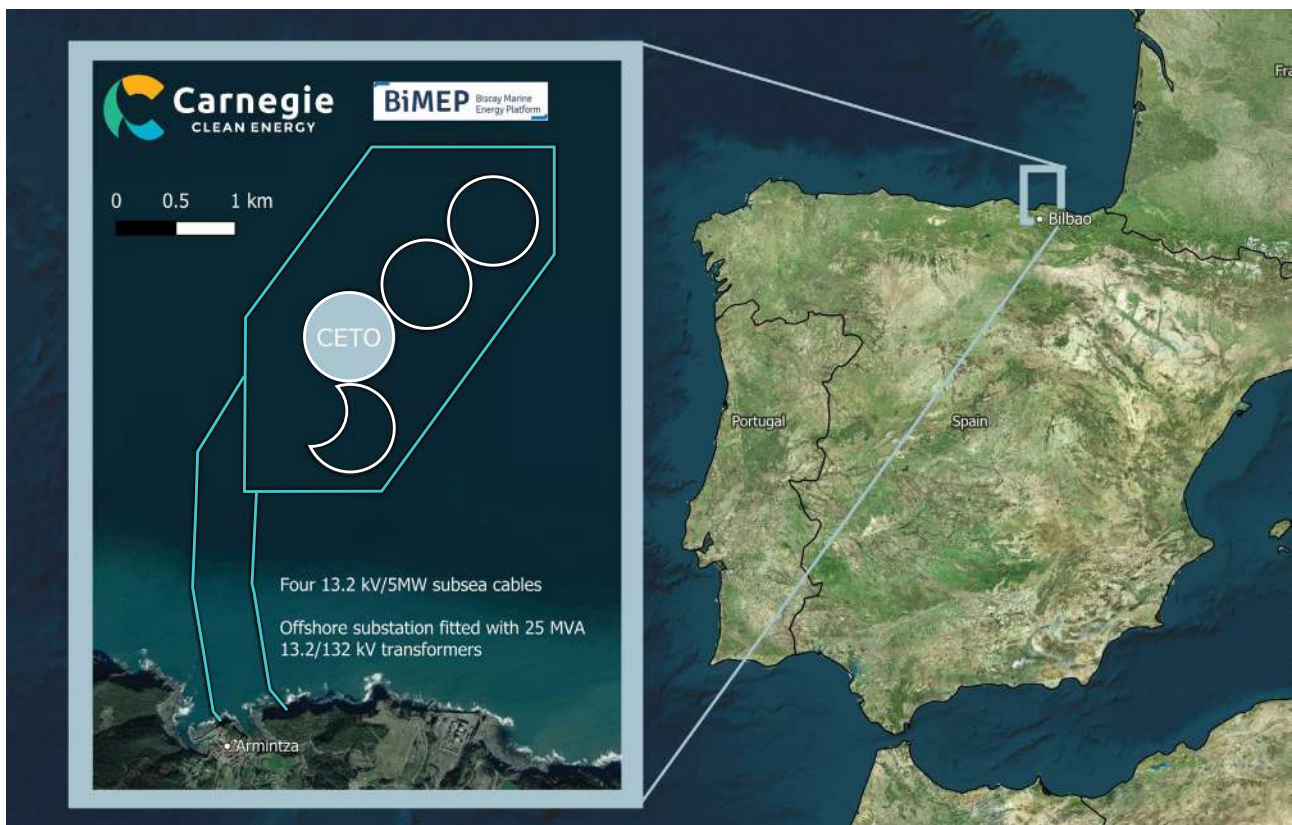 Carnegie
CLEAN ENERGY
BiMEP
Biscay Marine
Energy Platform
0 0.5 1 km
CETO
Four 13.2 kV/5MW subsea cables
Offshore substation fitted with 25 MVA
13.2/132 kV transformers
Armintza
Fra
Bilbao
Portugal
Spain